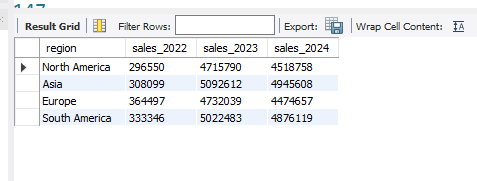 Result Grid Filter Rows: Export: Wrap Cell Content: IA
region sales_2022 sales_2023 sales_2024
North America 296550 4715790 4518758
Asia 308099 5092612 4945608
Europe 364497 4732039 4474657
South America 333346 5022483 4876119